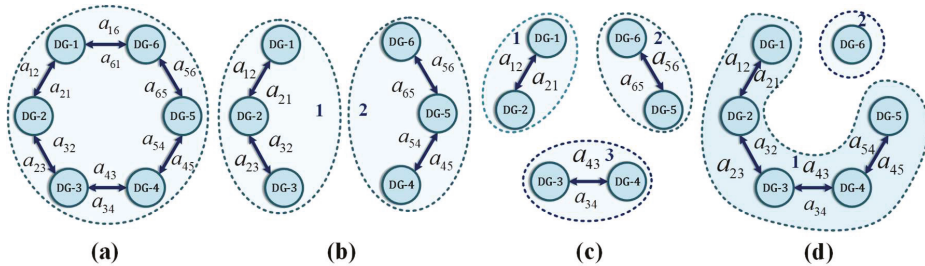 a16
DG-1 DG-6
a61
a12 a56
a21 a65
DG-2 DG-5
a32 a54
a23 a43 a45
DG-3 DG-4
a34
(a)
DG-1
a12
a21
DG-2 1
a32
a23
DG-3
DG-6
a56
a65
2 DG-5
a54
a45
DG-4
(b)
1 DG-1
a12
a21
DG-2
DG-6 2
a56
a65
DG-5
a43 3
DG-3 DG-4
a34
(c)
DG-1
a12
a21
DG-2
2
DG-6
DG-5
a32 1 a54
a23 a43 a45
DG-3 DG-4
a34
(d)